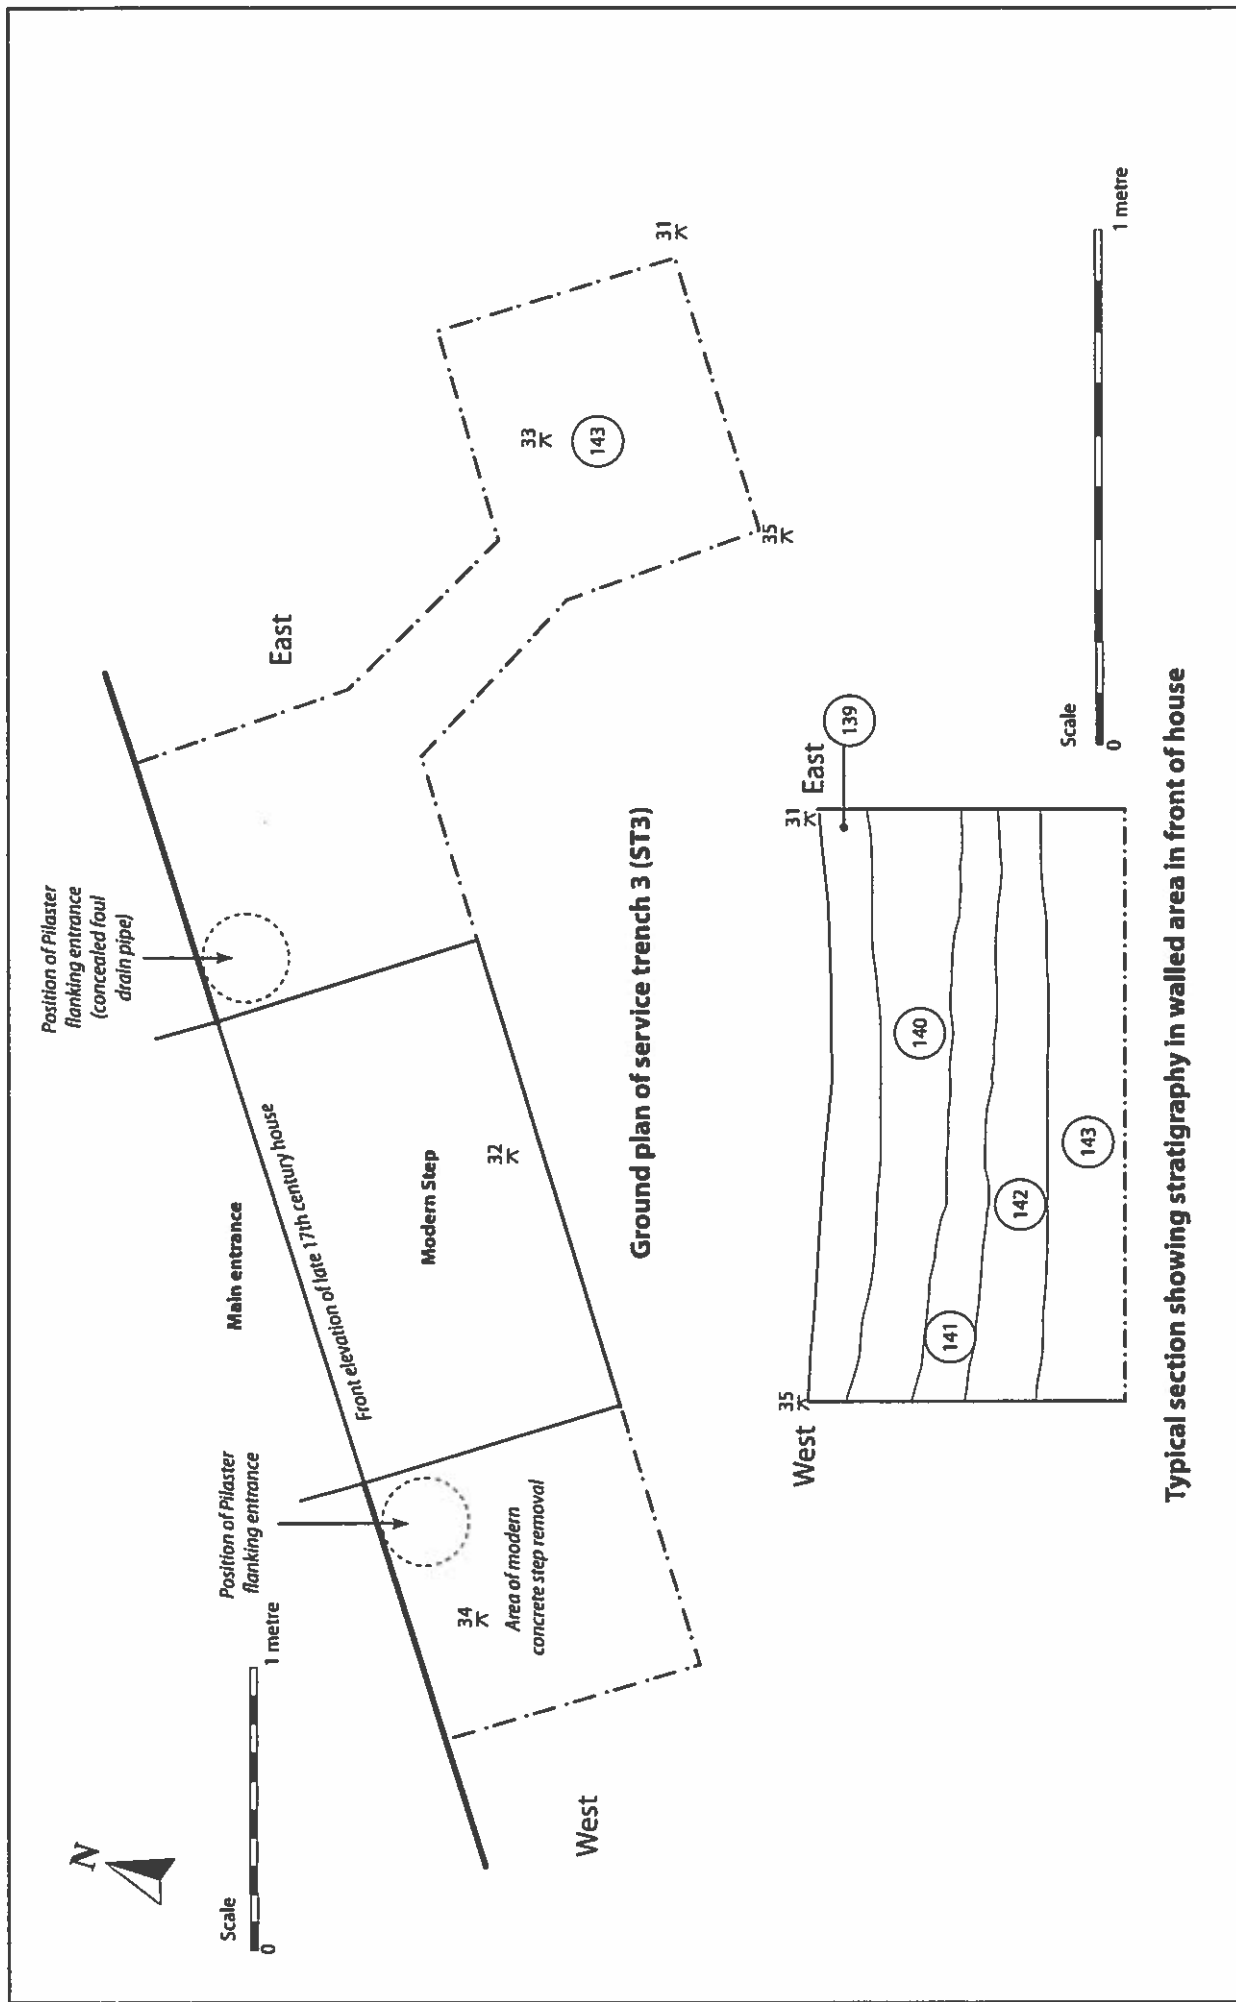 N
Scale
0
1 metre
Position of Pilaster
flanking entrance
Position of Pilaster
flanking entrance
(concealed foul
drain pipe)
Main entrance
Front elevation of late 17th century house
Modern Step
34
Area of modern
concrete step removal
32
West
East
33
143
31
35
Ground plan of service trench 3 (ST3)
West
35
31
East
139
140
141
142
143
Scale
0
1 metre
Typical section showing stratigraphy in walled area in front of house